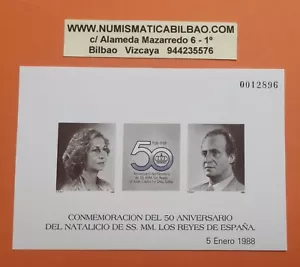 WWW.NUMISMATICABILBAO.COM
c/ Alameda Mazarredo 6 - 1º
Bilbao Vizcaya 944235576
0012896
50
CONMEMORACION DEL 50 ANIVERSARIO
DEL NATALICIO DE SS. MM. LOS REYES DE ESPAÑA.
5 Enero 1988